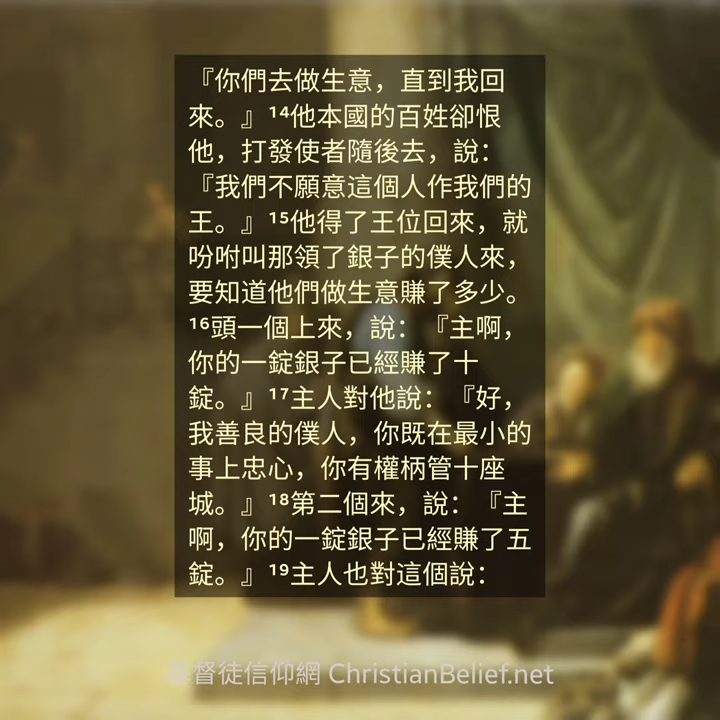 『你們去做生意，直到我回
來。』¹⁴他本國的百姓卻恨
他，打發使者隨後去，說：
『我們不願意這個人作我們的
王。』¹⁵他得了王位回來，就
吩咐叫那領了銀子的僕人來，
要知道他們做生意賺了多少。
¹⁶頭一個上來，說：『主啊，
你的一錠銀子已經賺了十
錠。』¹⁷主人對他說：『好，
我善良的僕人，你既在最小的
事上忠心，你有權柄管十座
城。』¹⁸第二個來，說：『主
啊，你的一錠銀子已經賺了五
錠。』¹⁹主人也對這個說：
基督徒信仰網 ChristianBelief.net